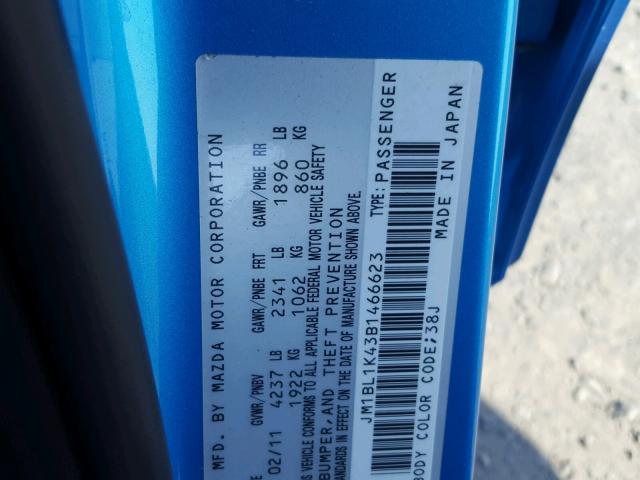 MFD. BY MAZDA MOTOR CORPORATION
GVWR/PNBV GAWR/PNBE FRT GAWR/PNBE RR
02/11 4237 LB 2341 LB 1896 LB
1922 KG 1062 KG 860 KG
VEHICLE CONFORMS TO ALL APPLICABLE FEDERAL MOTOR VEHICLE SAFETY
BUMPER, AND THEFT PREVENTION
STANDARDS IN EFFECT ON THE DATE OF MANUFACTURE SHOWN ABOVE.
JM1BL1K43B1466623 TYPE: PASSENGER
BODY COLOR CODE;38J MADE IN JAPAN